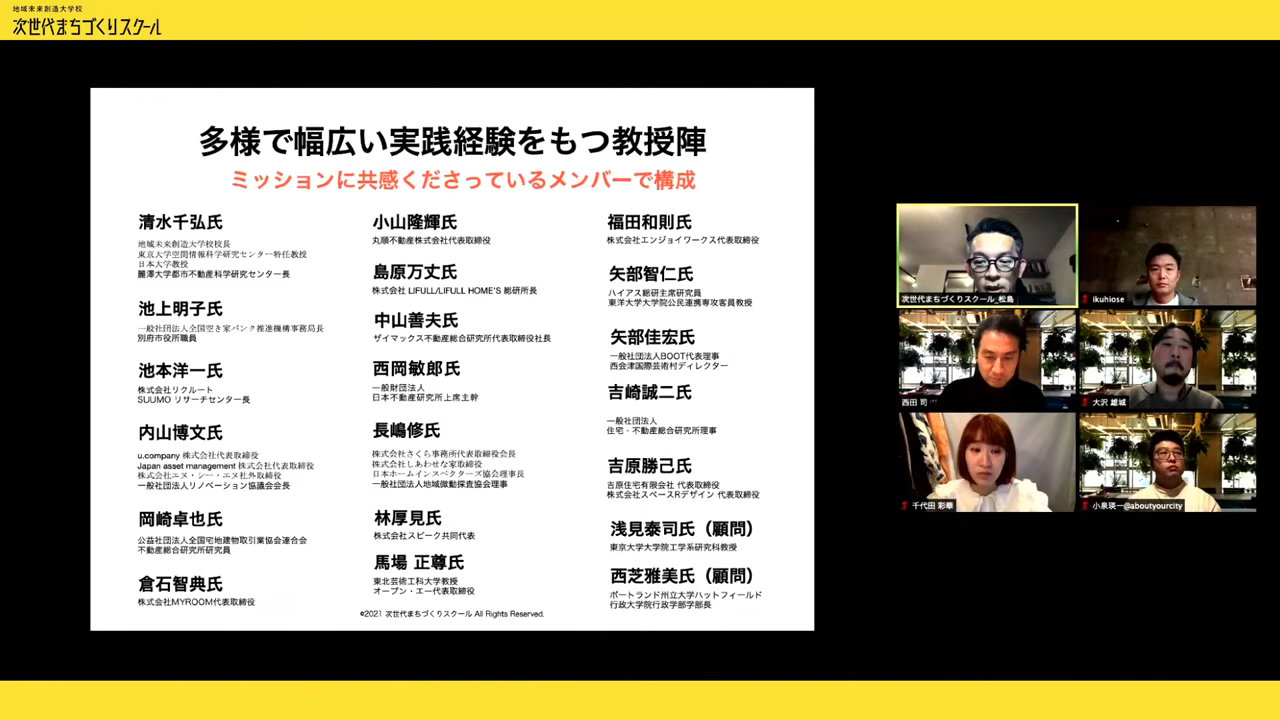 地域未来創造大学校
次世代まちづくりスクール
多様で幅広い実践経験をもつ教授陣
ミッションに共感くださっているメンバーで構成
清水千弘氏
地域未来創造大学校校長
東京大学空間情報科学研究センター特任教授
日本大学教授
麗澤大学都市不動産科学研究センター長
池上明子氏
一般社団法人全国空き家バンク推進機構事務局長
別府市役所職員
池本洋一氏
株式会社リクルート
SUUMO リサーチセンター長
内山博文氏
u.company 株式会社代表取締役
Japan asset management 株式会社代表取締役
株式会社エヌ・シー・エヌ社外取締役
一般社団法人リノベーション協議会会長
岡崎卓也氏
公益社団法人全国宅地建物取引業協会連合会
不動産総合研究所研究員
倉石智典氏
株式会社MYROOM代表取締役
小山隆輝氏
丸順不動産株式会社代表取締役
島原万丈氏
株式会社 LIFULL/LIFULL HOME'S 総研所長
中山善夫氏
ザイマックス不動産総合研究所代表取締役社長
西岡敏郎氏
一般財団法人
日本不動産研究所上席主幹
長嶋修氏
株式会社さくら事務所代表取締役会長
株式会社しあわせな家取締役
日本ホームインスペクターズ協会理事長
一般社団法人地域微動探査協会理事
林厚見氏
株式会社スピーク共同代表
馬場 正尊氏
東北芸術工科大学教授
オープン・エー代表取締役
福田和則氏
株式会社エンジョイワークス代表取締役
矢部智仁氏
ハイアス総研主席研究員
東洋大学大学院公民連携専攻客員教授
矢部佳宏氏
一般社団法人BOOT代表理事
西会津国際芸術村ディレクター
吉崎誠二氏
一般社団法人
住宅・不動産総合研究所理事
吉原勝己氏
吉原住宅有限会社 代表取締役
株式会社スペースRデザイン 代表取締役
浅見泰司氏（顧問）
東京大学大学院工学系研究科教授
西芝雅美氏（顧問）
ポートランド州立大学ハットフィールド
行政大学院行政学部学部長
©2021 次世代まちづくりスクール All Rights Reserved.
次世代まちづくりスクール_松島
ikuhiose
西田 司
大沢 雄城
千代田 彩華
小泉瑛一@aboutyourcity